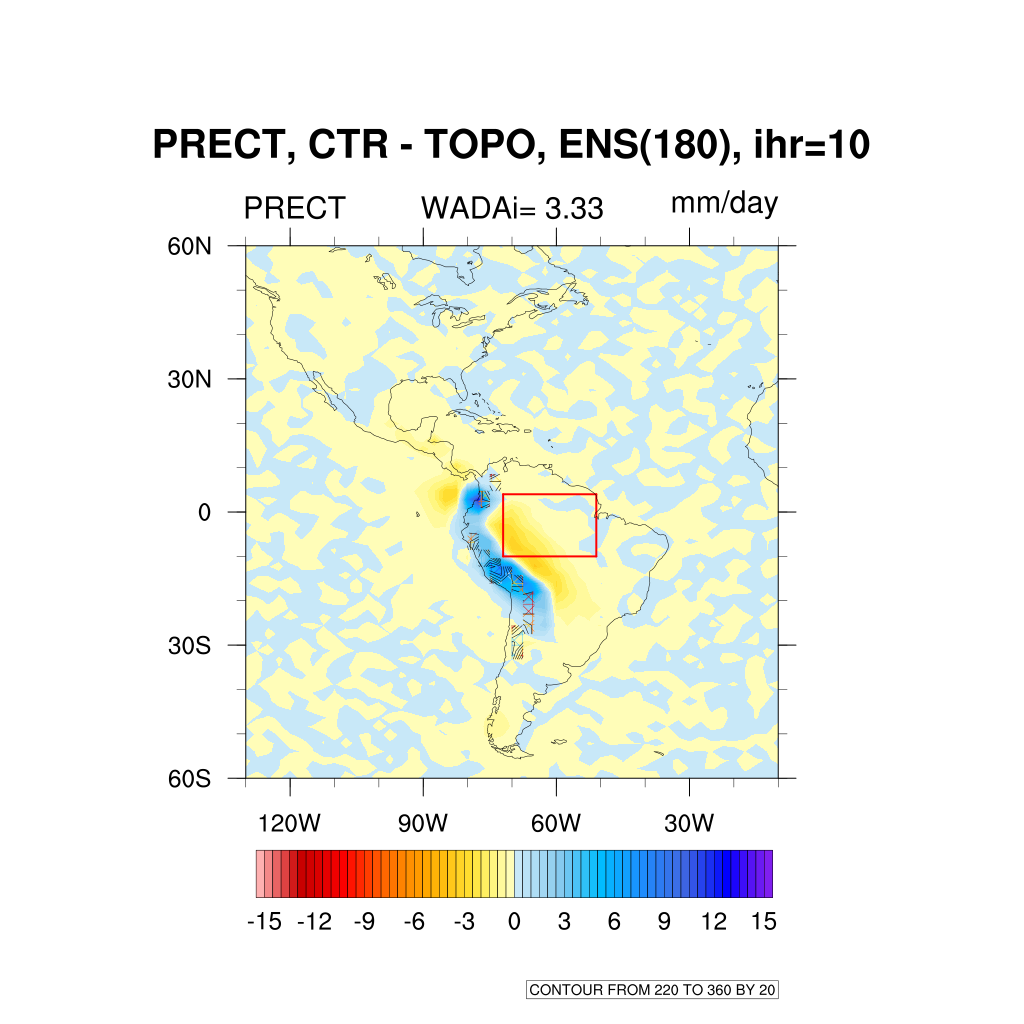 PRECT, CTR - TOPO, ENS(180), ihr=10
PRECT WADAi= 3.33 mm/day
60N
30N
0
30S
60S
120W 90W 60W 30W
-15 -12 -9 -6 -3 0 3 6 9 12 15
CONTOUR FROM 220 TO 360 BY 20